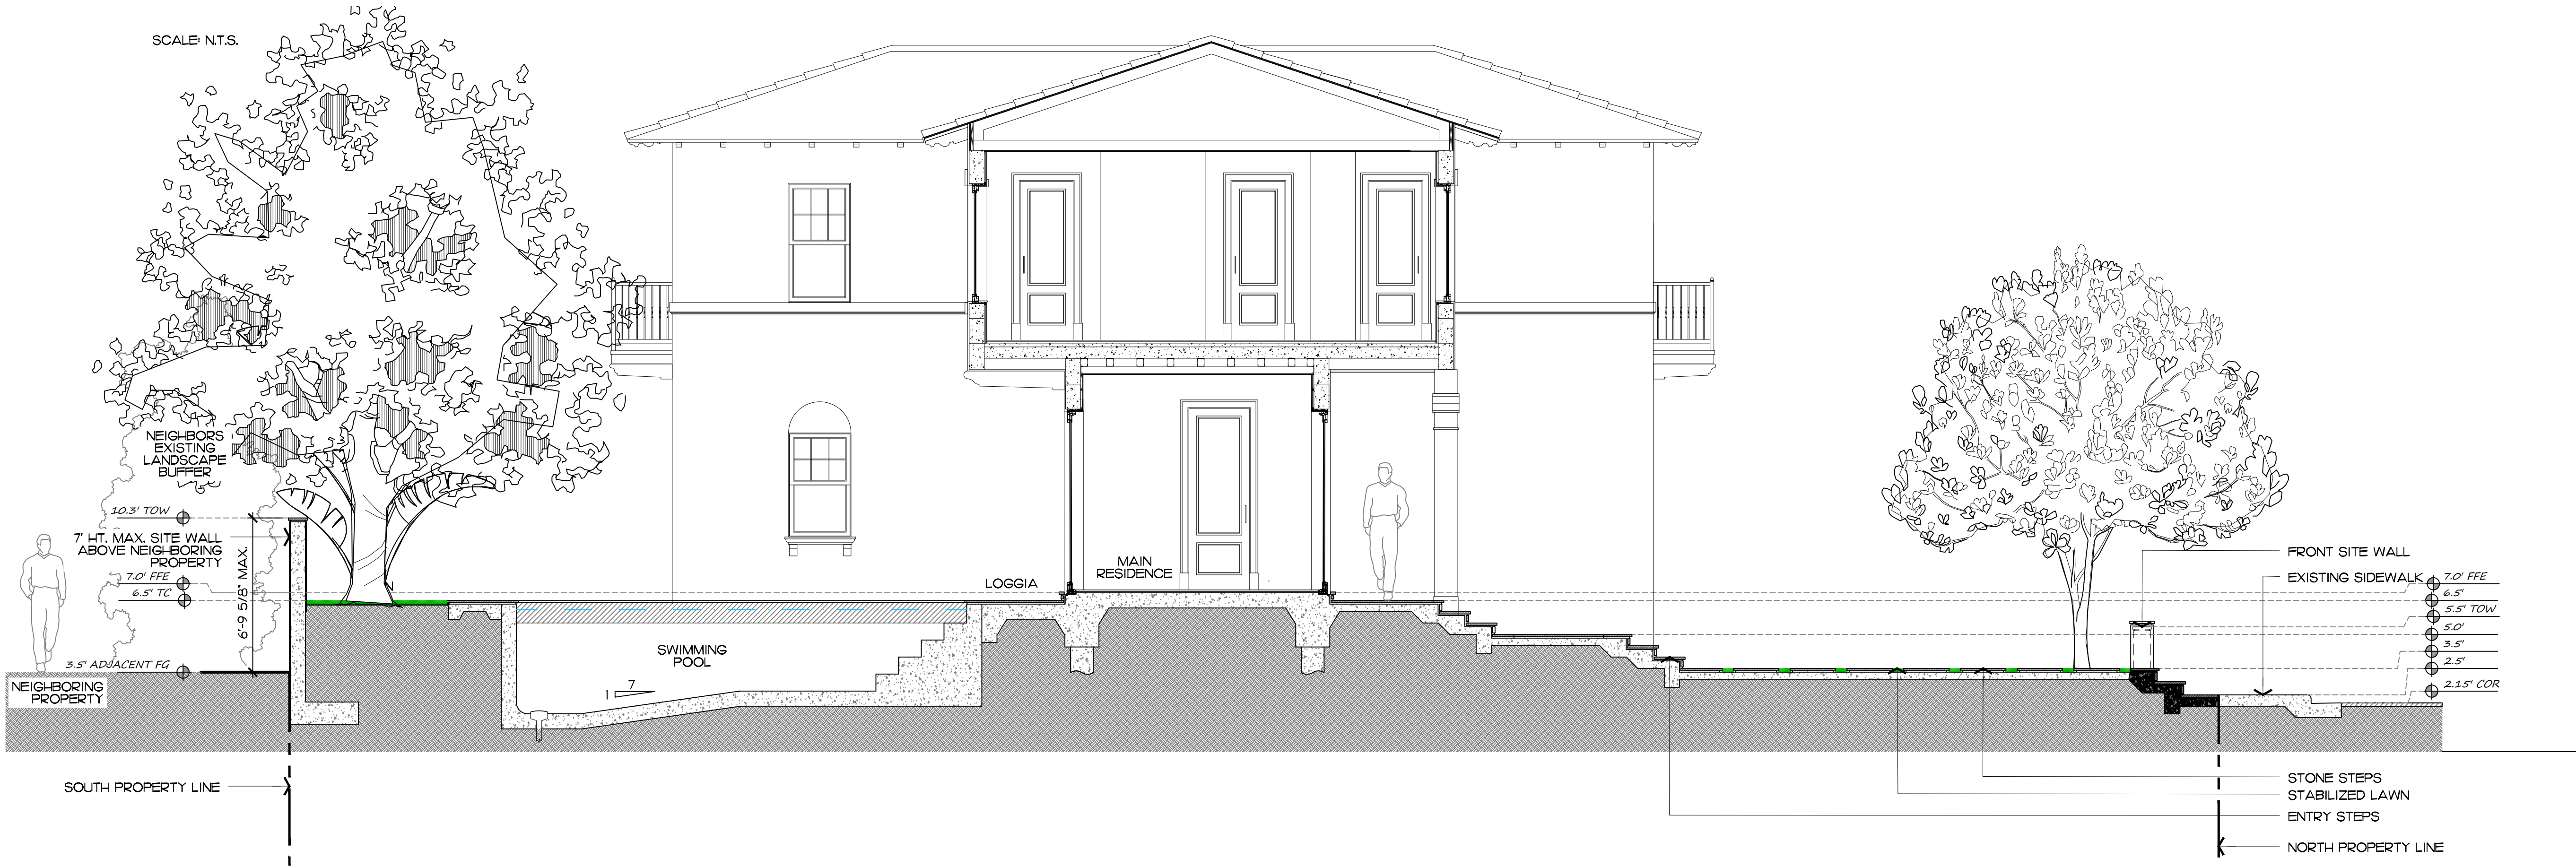 SCALE: N.T.S.
NEIGHBORS
EXISTING
LANDSCAPE
BUFFER
10.3' TOW
7' HT. MAX. SITE WALL
ABOVE NEIGHBORING
PROPERTY
7.0' FFE
6.5' TC
6'-9 5/8" MAX.
3.5' ADJACENT FG
NEIGHBORING
PROPERTY
SOUTH PROPERTY LINE
SWIMMING
POOL
1
7
LOGGIA
MAIN
RESIDENCE
FRONT SITE WALL
EXISTING SIDEWALK
7.0' FFE
6.5'
5.5' TOW
5.0'
3.5'
2.5'
2.15' COR
STONE STEPS
STABILIZED LAWN
ENTRY STEPS
NORTH PROPERTY LINE